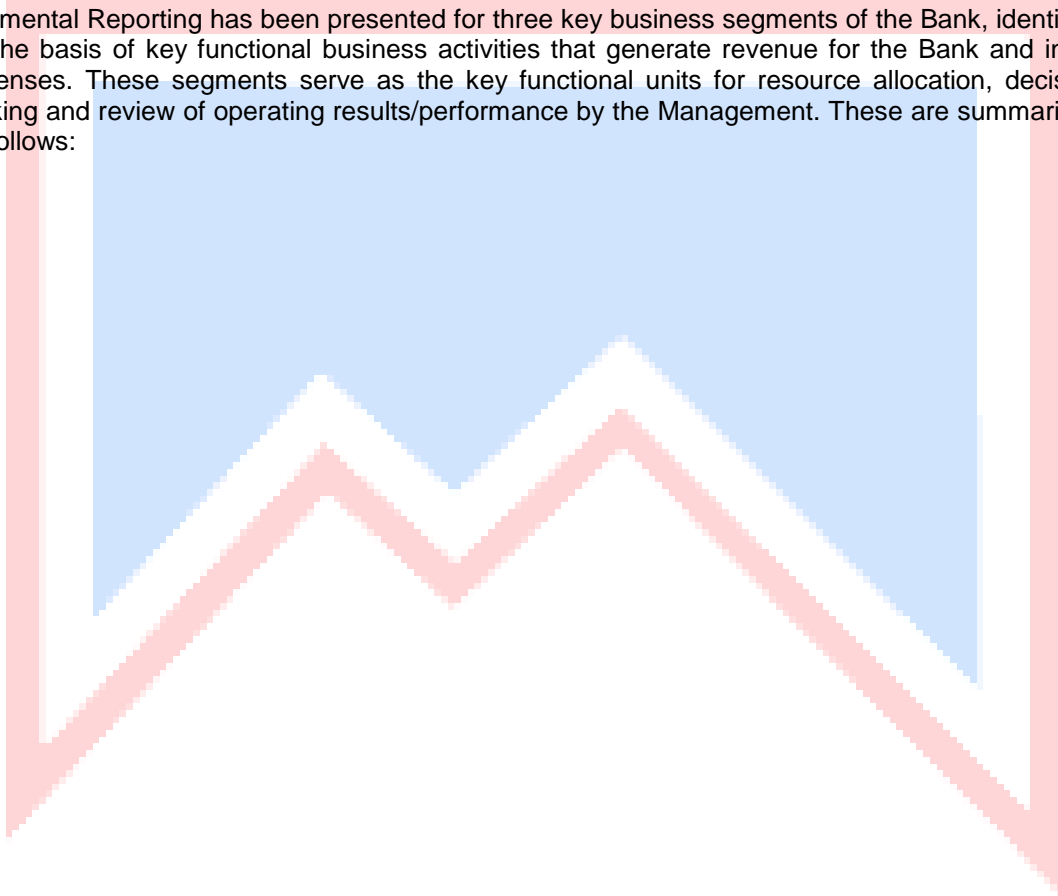 mental Reporting has been presented for three key business segments of the Bank, identi
he basis of key functional business activities that generate revenue for the Bank and in
enses. These segments serve as the key functional units for resource allocation, decis
king and review of operating results/performance by the Management. These are summari
ollows: